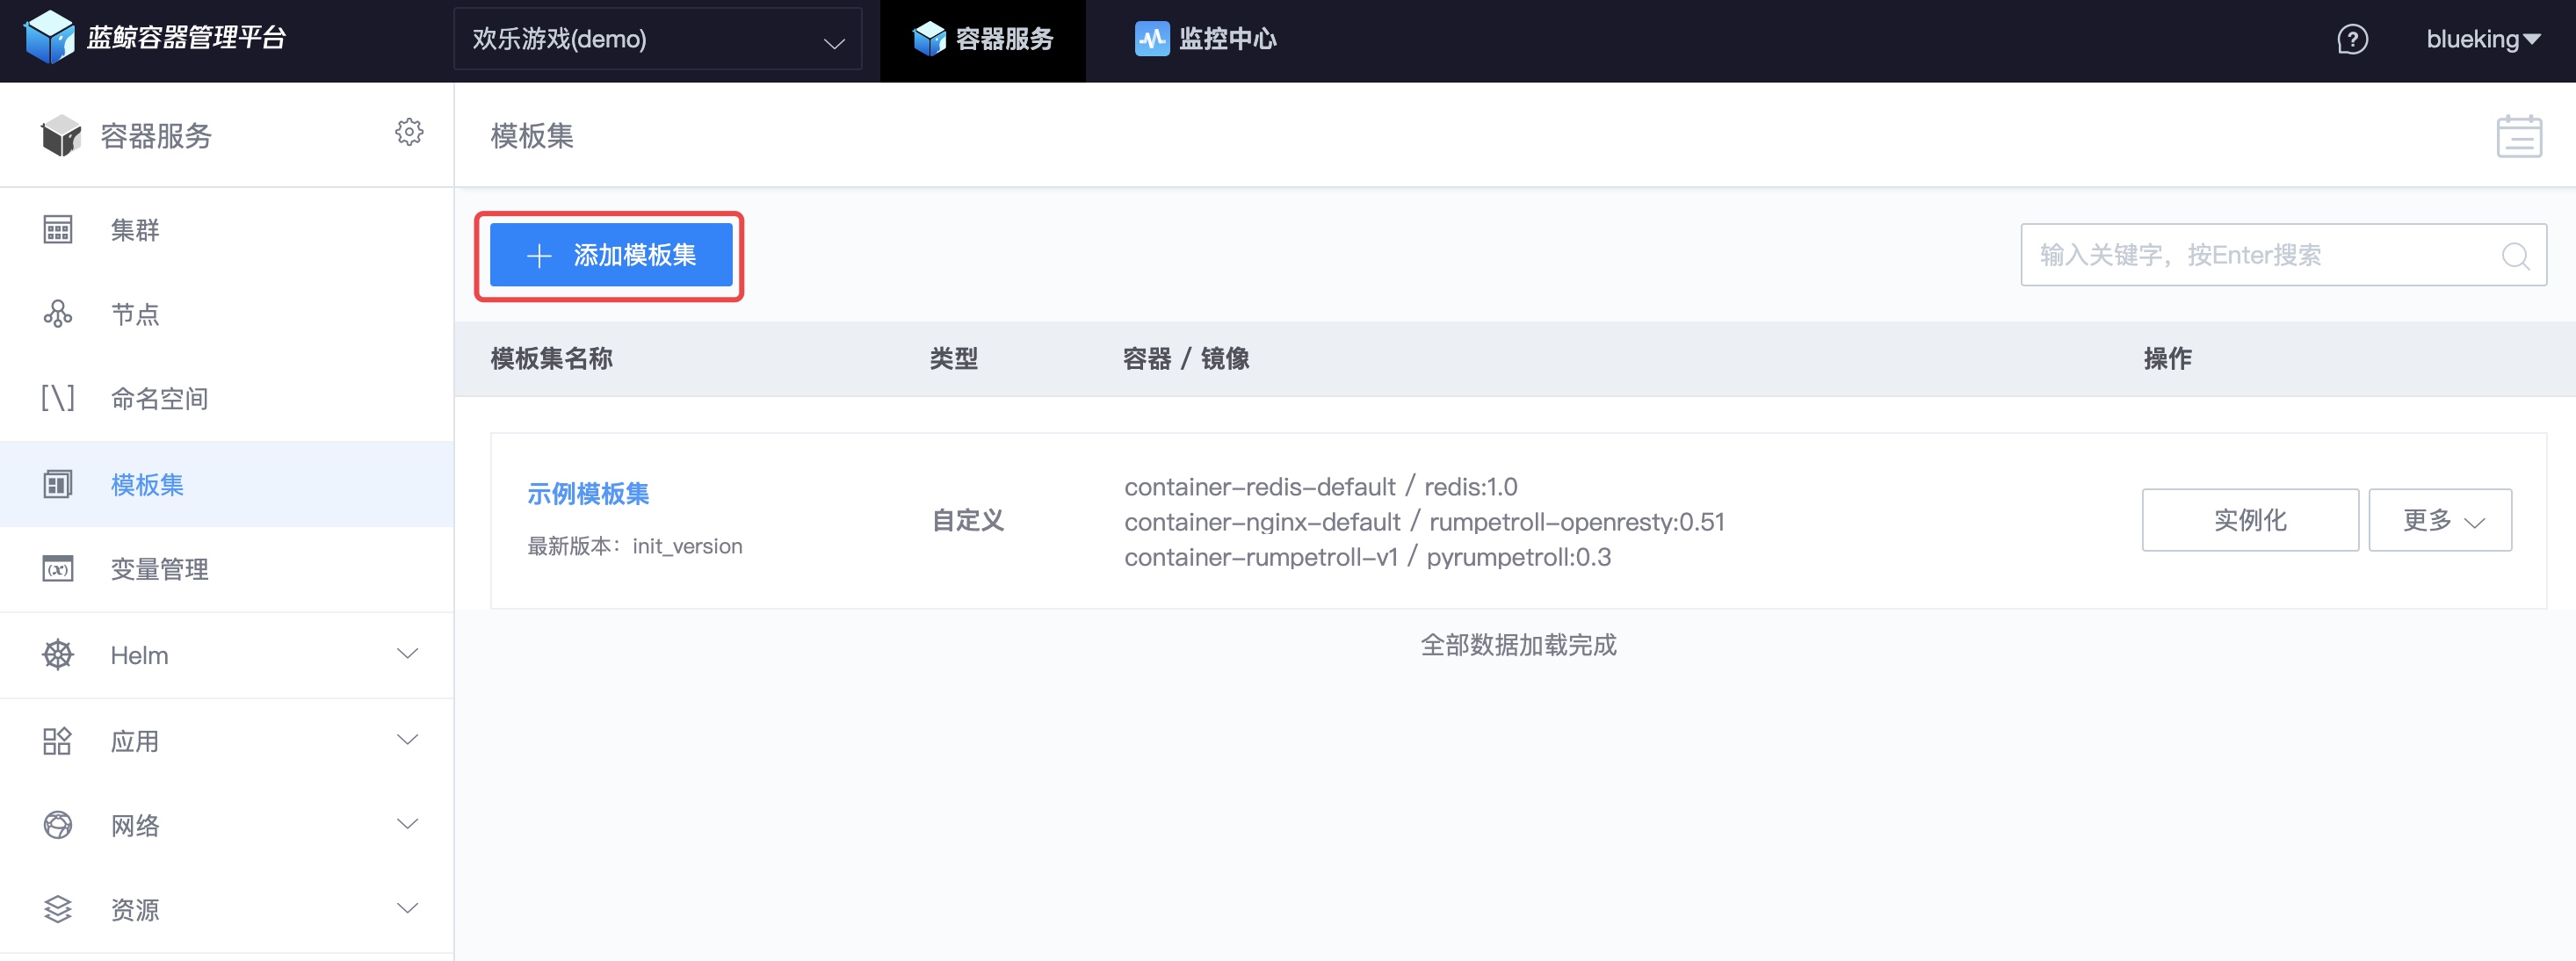 蓝鲸容器管理平台
欢乐游戏(demo)
容器服务
监控中心
blueking
容器服务
集群
节点
命名空间
模板集
变量管理
Helm
应用
网络
资源
模板集
添加模板集
输入关键字，按Enter搜索
模板集名称 类型 容器 / 镜像 操作
示例模板集
最新版本：init_version
自定义
container-redis-default / redis:1.0
container-nginx-default / rumpetroll-openresty:0.51
container-rumpetroll-v1 / pyrumpetroll:0.3
实例化
更多
全部数据加载完成